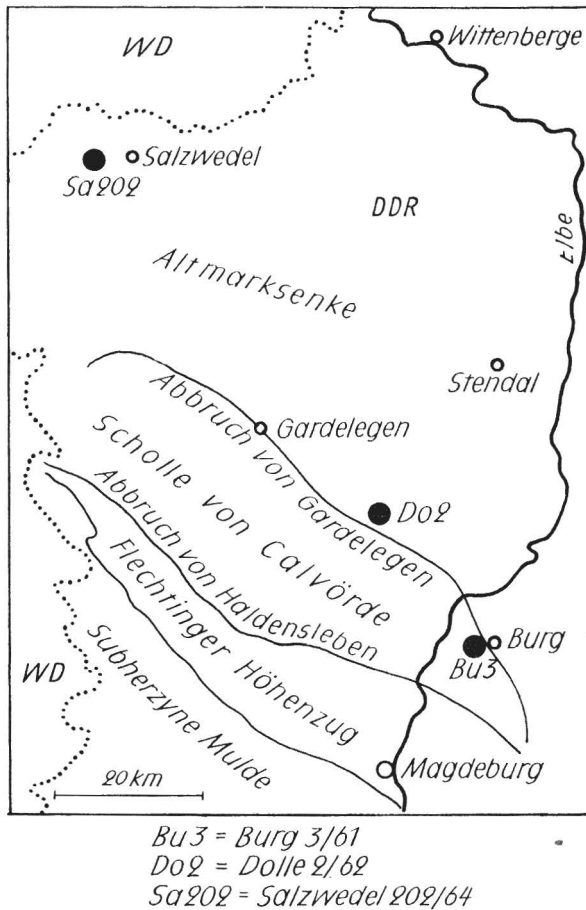 WD
Wittenberge
Salzwedel
Sa202
DDR
Elbe
Altmarksenke
Stendal
Abbruch von Gardelegen
Gardelegen
Scholle von Calvörde
Do2
Abbruch von Haldensleben
Flechtinger Höhenzug
Burg
Bu3
Subherzyne Mulde
WD
Magdeburg
20 km
Bu3 = Burg 3/61
Do2 = Dolle 2/62
Sa202 = Salzwedel 202/64